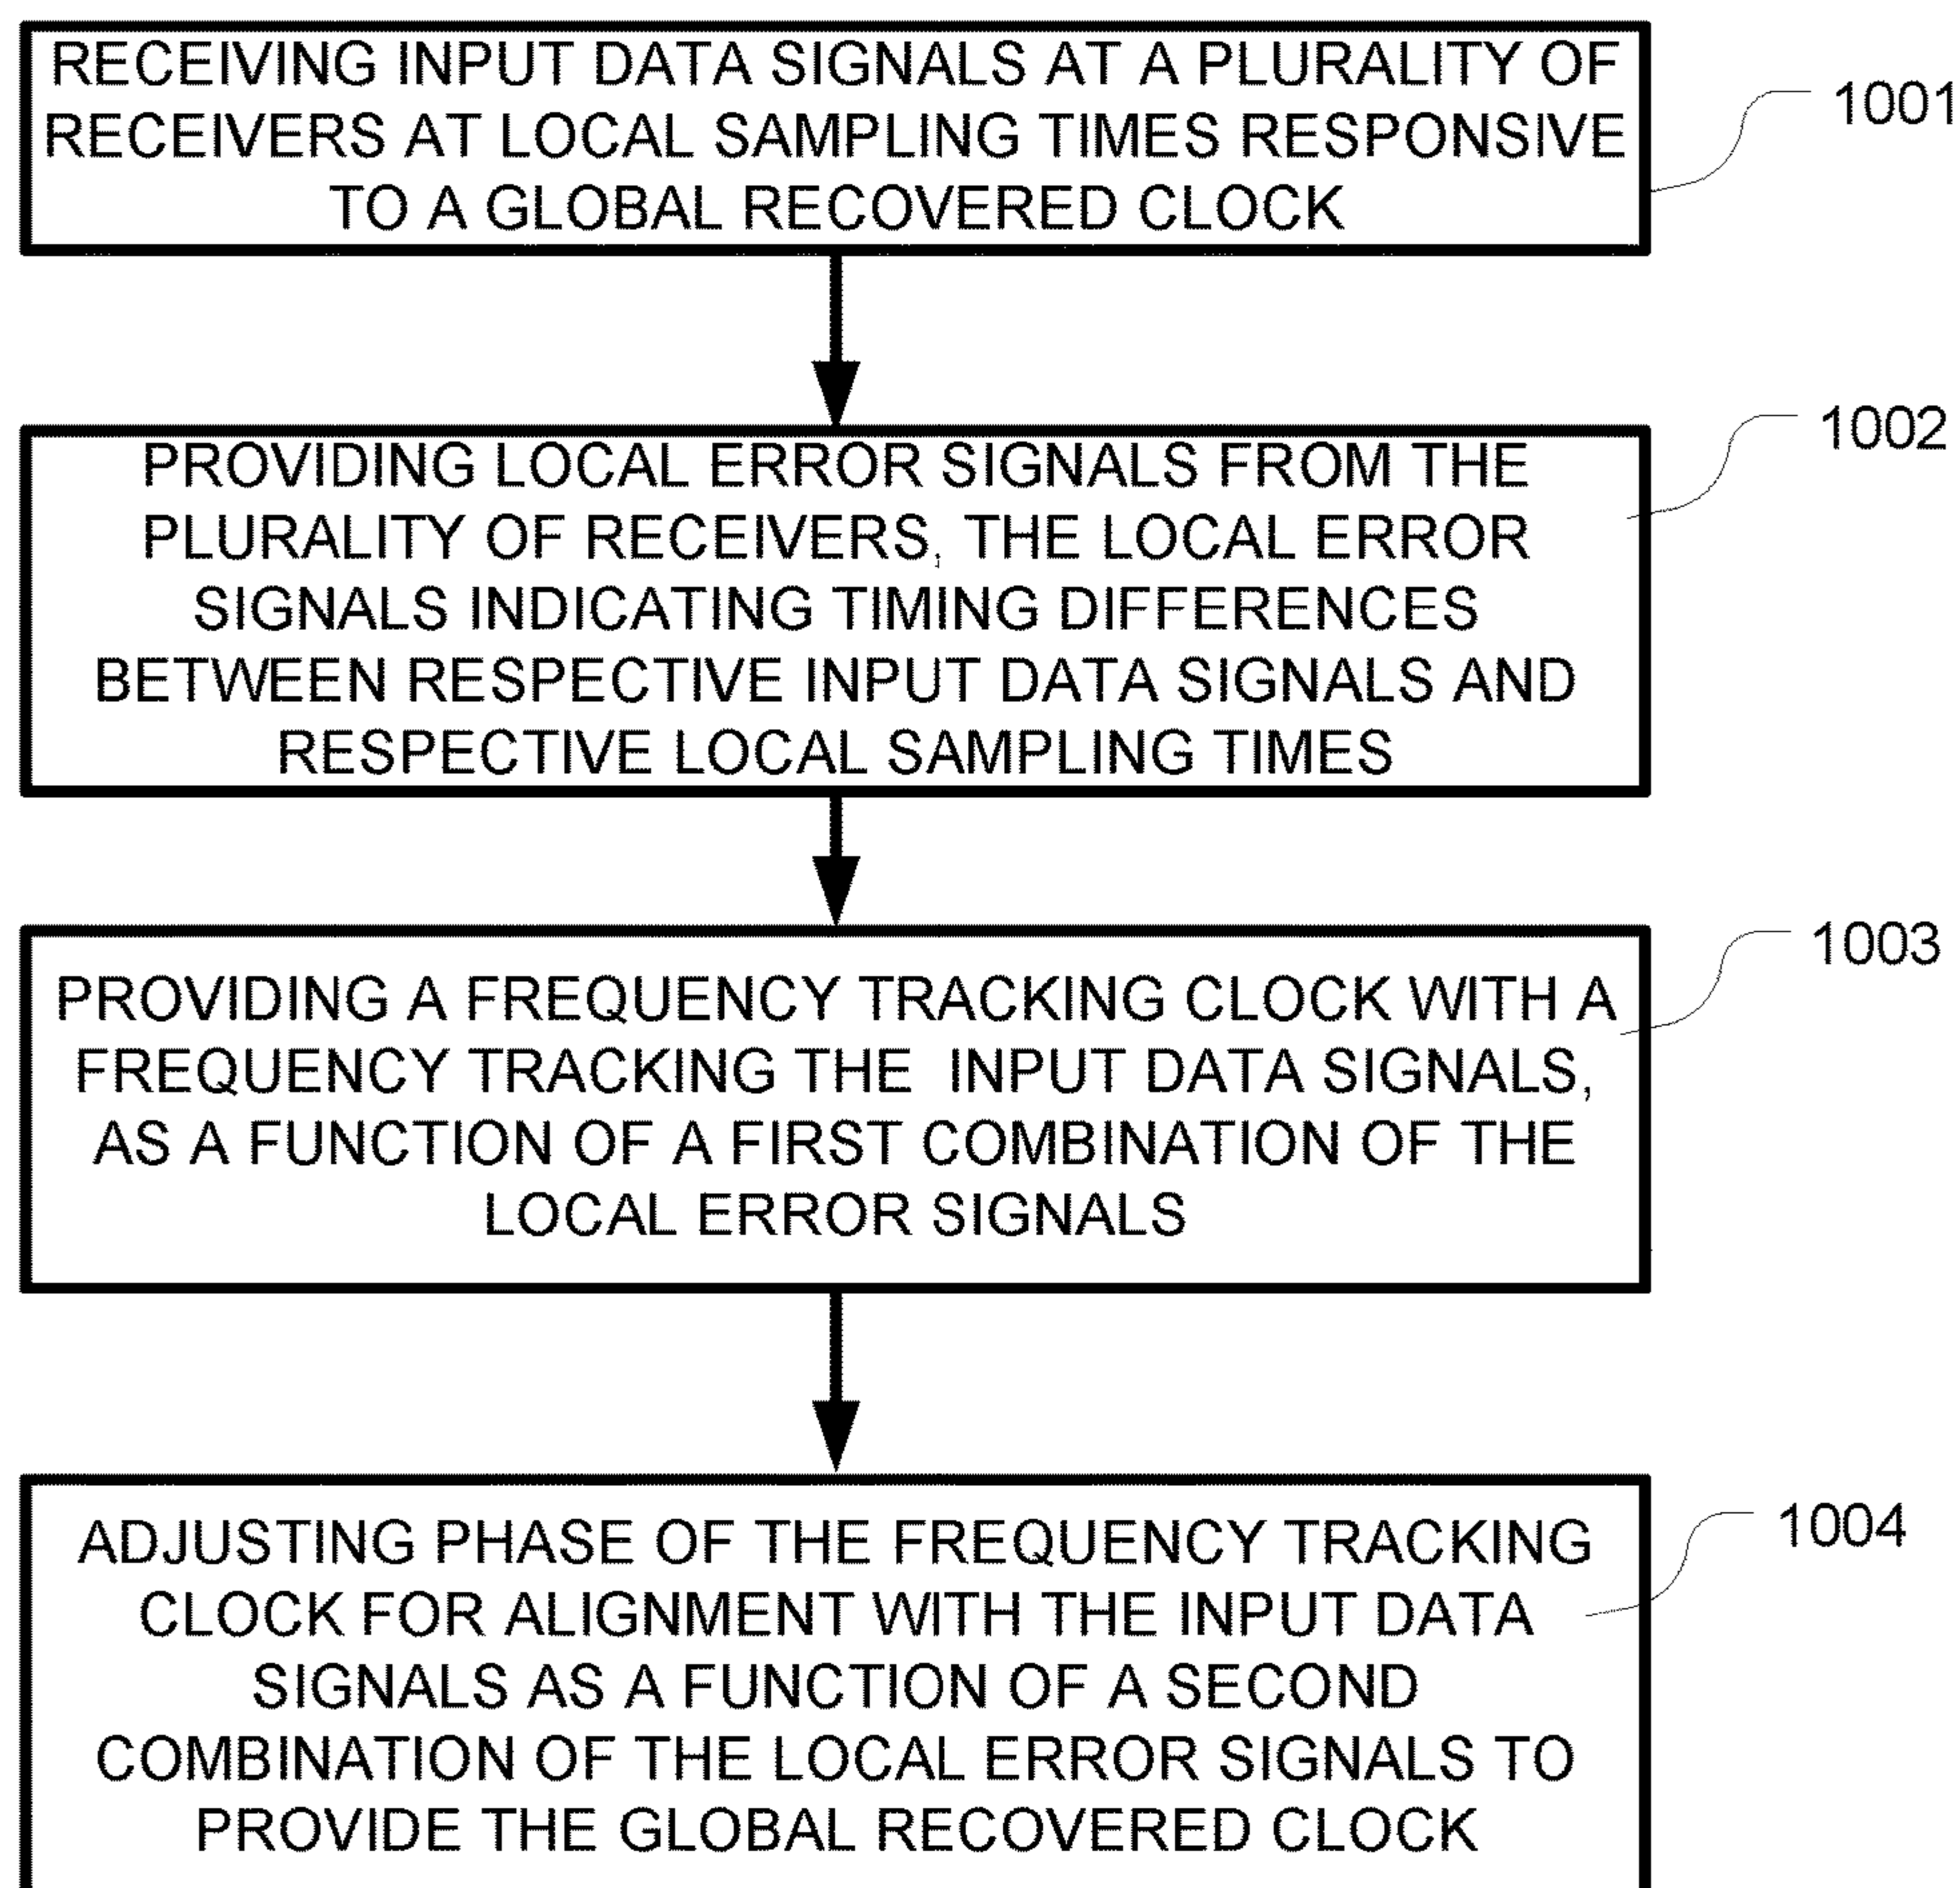 RECEIVING INPUT DATA SIGNALS AT A PLURALITY OF
RECEIVERS AT LOCAL SAMPLING TIMES RESPONSIVE
TO A GLOBAL RECOVERED CLOCK
1001
PROVIDING LOCAL ERROR SIGNALS FROM THE
PLURALITY OF RECEIVERS, THE LOCAL ERROR
SIGNALS INDICATING TIMING DIFFERENCES
BETWEEN RESPECTIVE INPUT DATA SIGNALS AND
RESPECTIVE LOCAL SAMPLING TIMES
1002
PROVIDING A FREQUENCY TRACKING CLOCK WITH A
FREQUENCY TRACKING THE INPUT DATA SIGNALS,
AS A FUNCTION OF A FIRST COMBINATION OF THE
LOCAL ERROR SIGNALS
1003
ADJUSTING PHASE OF THE FREQUENCY TRACKING
CLOCK FOR ALIGNMENT WITH THE INPUT DATA
SIGNALS AS A FUNCTION OF A SECOND
COMBINATION OF THE LOCAL ERROR SIGNALS TO
PROVIDE THE GLOBAL RECOVERED CLOCK
1004